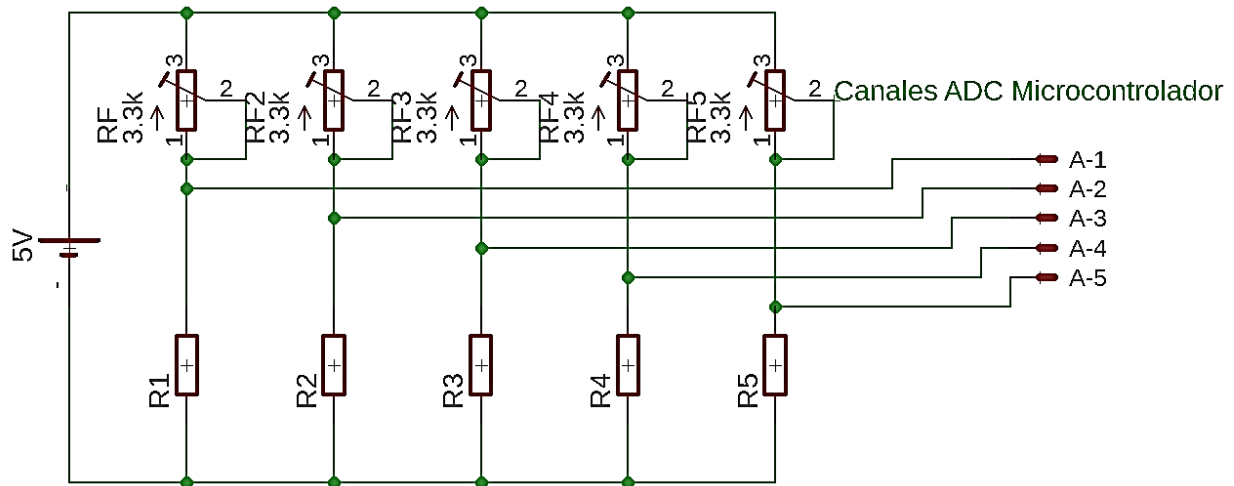 3
3
3
3
3
2
2
2
2
2
RF
3.3k
RF2
3.3k
RF3
3.3k
RF4
3.3k
RF5
3.3k
1
1
1
1
1
Canales ADC Microcontrolador
A-1
A-2
A-3
A-4
A-5
5V
-
-
R1
R2
R3
R4
R5